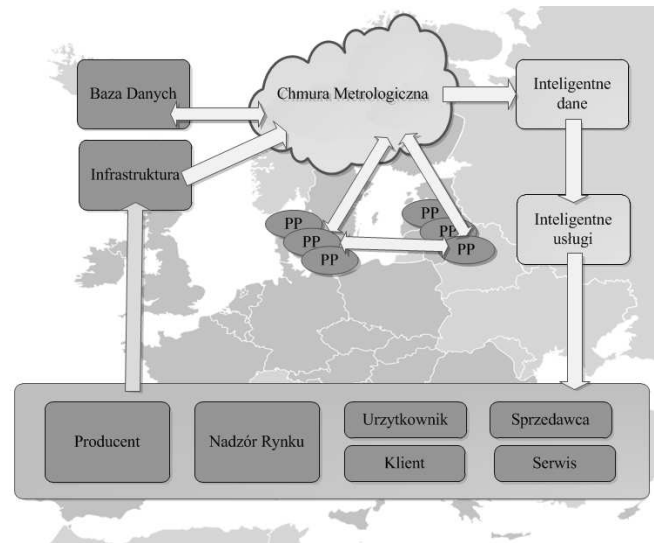 Baza Danych
Chmura Metrologiczna
Inteligentne
dane
Infrastruktura
PP
PP
PP
PP
PP
PP
Inteligentne
usługi
Producent
Nadzór Rynku
Urzytkownik
Sprzedawca
Klient
Serwis